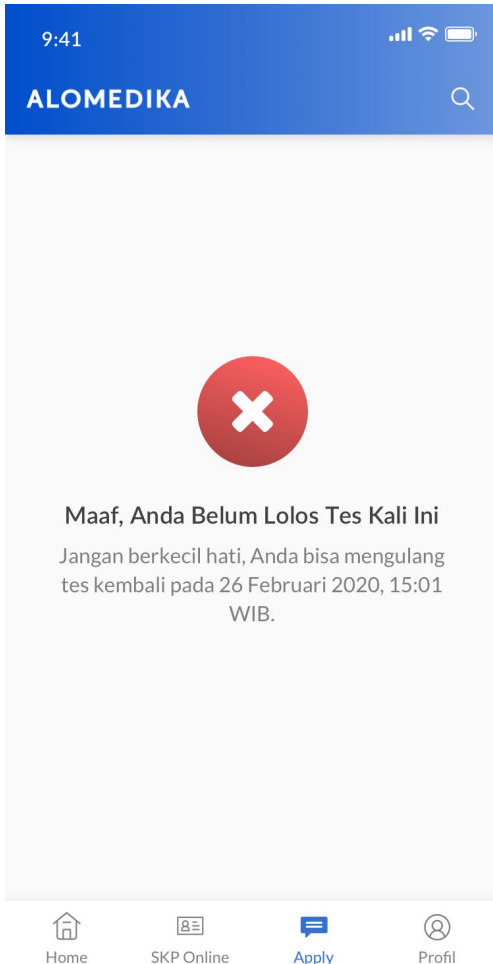 9:41
ALOMEDIKA
Maaf, Anda Belum Lolos Tes Kali Ini
Jangan berkecil hati, Anda bisa mengulang
tes kembali pada 26 Februari 2020, 15:01
WIB.
Home SKP Online Apply Profil